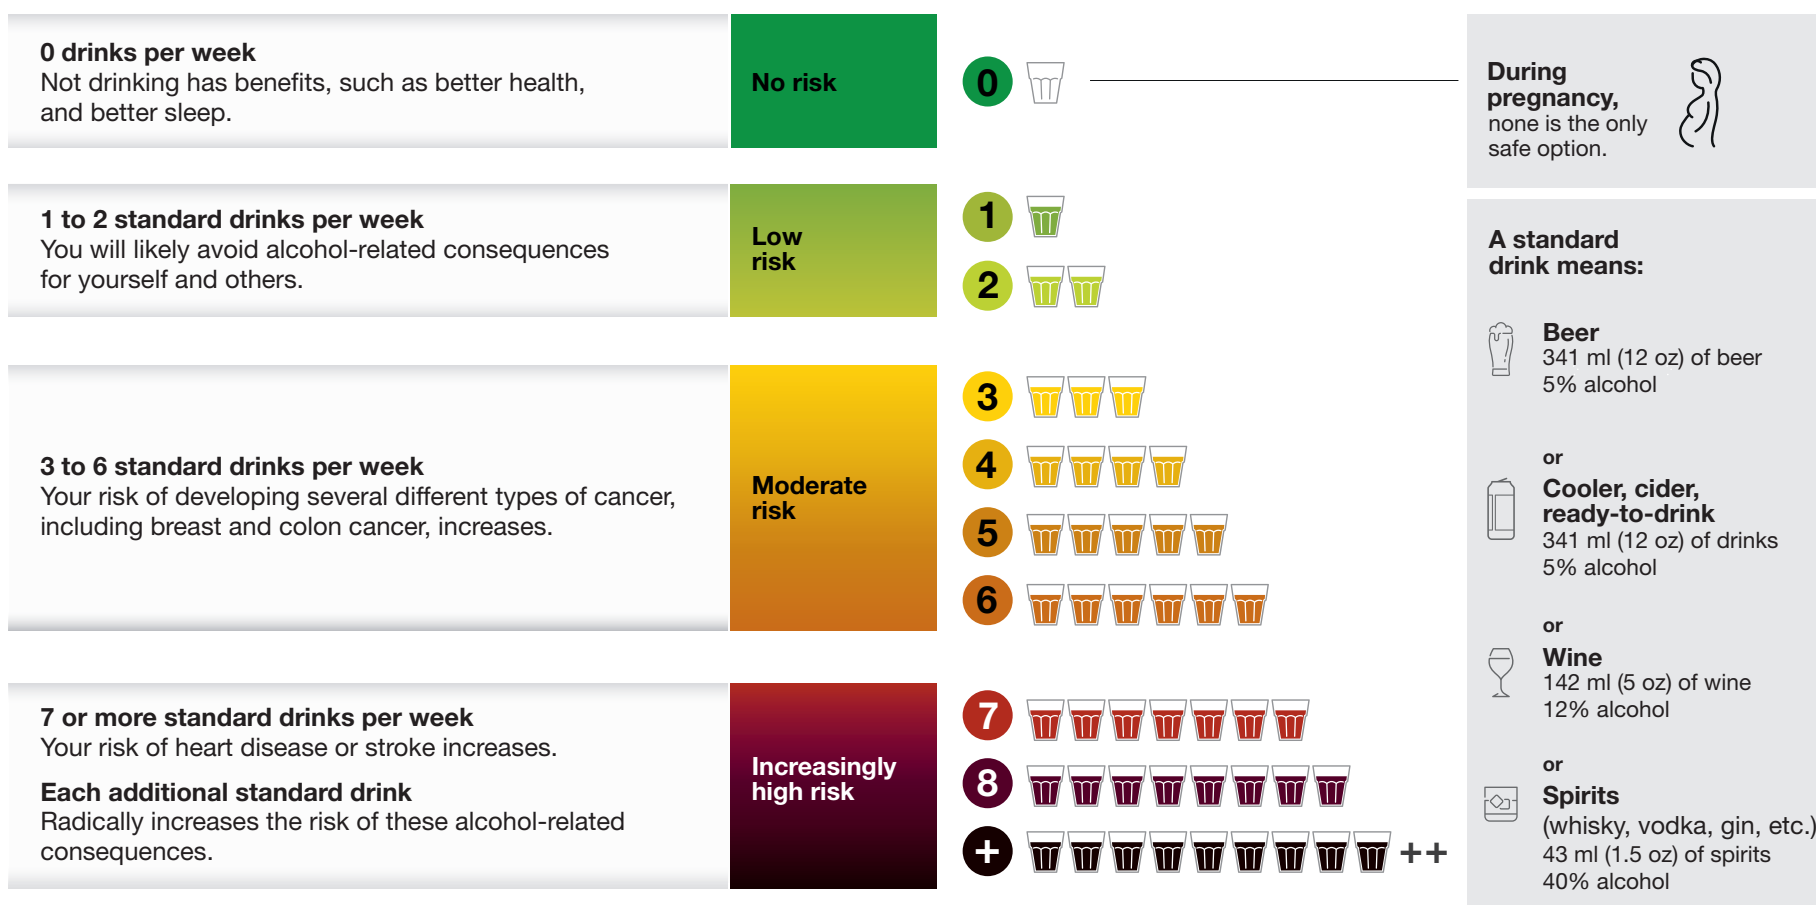 0 drinks per week
Not drinking has benefits, such as better health,
and better sleep.
No risk
0
During
pregnancy,
none is the only
safe option.
1 to 2 standard drinks per week
You will likely avoid alcohol-related consequences
for yourself and others.
Low
risk
1
2
3 to 6 standard drinks per week
Your risk of developing several different types of cancer,
including breast and colon cancer, increases.
Moderate
risk
3
4
5
6
7 or more standard drinks per week
Your risk of heart disease or stroke increases.
Each additional standard drink
Radically increases the risk of these alcohol-related
consequences.
Increasingly
high risk
7
8
+
++
A standard
drink means:
Beer
341 ml (12 oz) of beer
5% alcohol
or
Cooler, cider,
ready-to-drink
341 ml (12 oz) of drinks
5% alcohol
or
Wine
142 ml (5 oz) of wine
12% alcohol
or
Spirits
(whisky, vodka, gin, etc.)
43 ml (1.5 oz) of spirits
40% alcohol